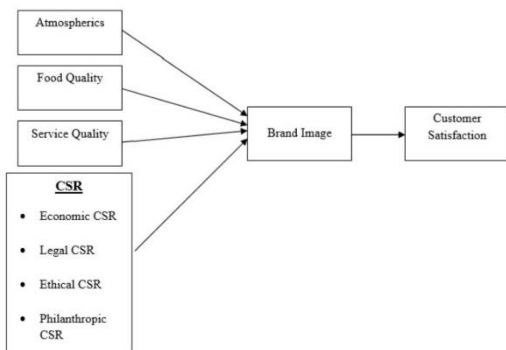 Atmospherics
Food Quality
Service Quality
CSR
• Economic CSR
• Legal CSR
• Ethical CSR
• Philanthropic
CSR
Brand Image
Customer
Satisfaction